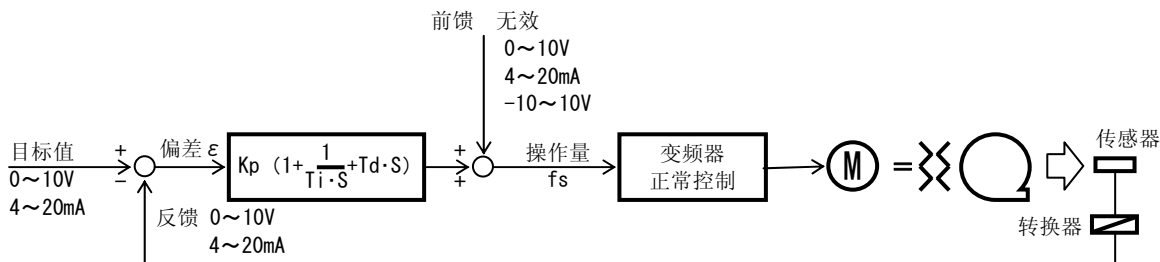 前馈 无效
0～10V
4～20mA
-10～10V
目标值
0～10V
4～20mA
+
-
偏差 ε
Kp (1+1/Ti·S+Td·S)
+
+
操作量
fs
变频器
正常控制
M
=
传感器
转换器
反馈 0～10V
4～20mA